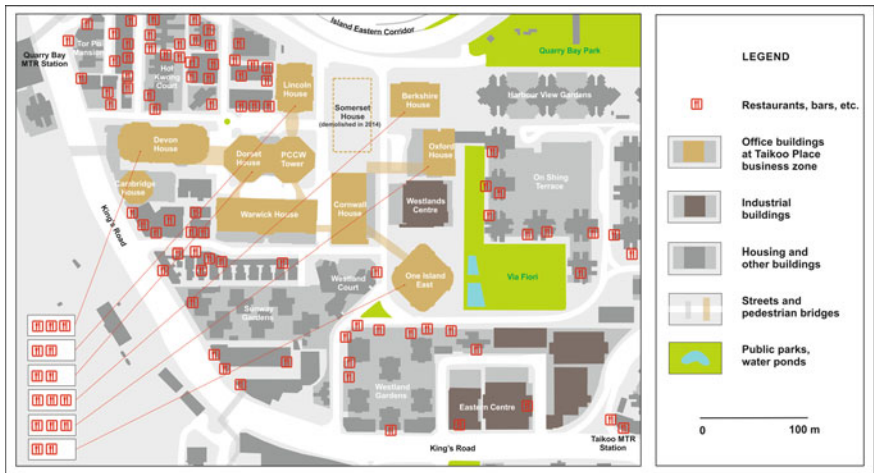 Island Eastern Corridor
Quarry Bay Park
Quarry Bay
MTR Station
Tor Po
Mansion
Hoi
Kwong
Court
Lincoln
House
Somerset
House
(demolished in 2014)
Berkshire
House
Harbour View Gardens
Devon
House
Dorset
House
PCCW
Tower
Oxford
House
On Shing
Terrace
Cambridge
House
Warwick House
Cornwall
House
Westlands
Centre
King's Road
Westland
Court
One Island
East
Via Fiori
Sunway
Gardens
Westland
Gardens
Eastern Centre
King's Road
Taikoo MTR
Station
LEGEND
Restaurants, bars, etc.
Office buildings
at Taikoo Place
business zone
Industrial
buildings
Housing and
other buildings
Streets and
pedestrian bridges
Public parks,
water ponds
0 100 m